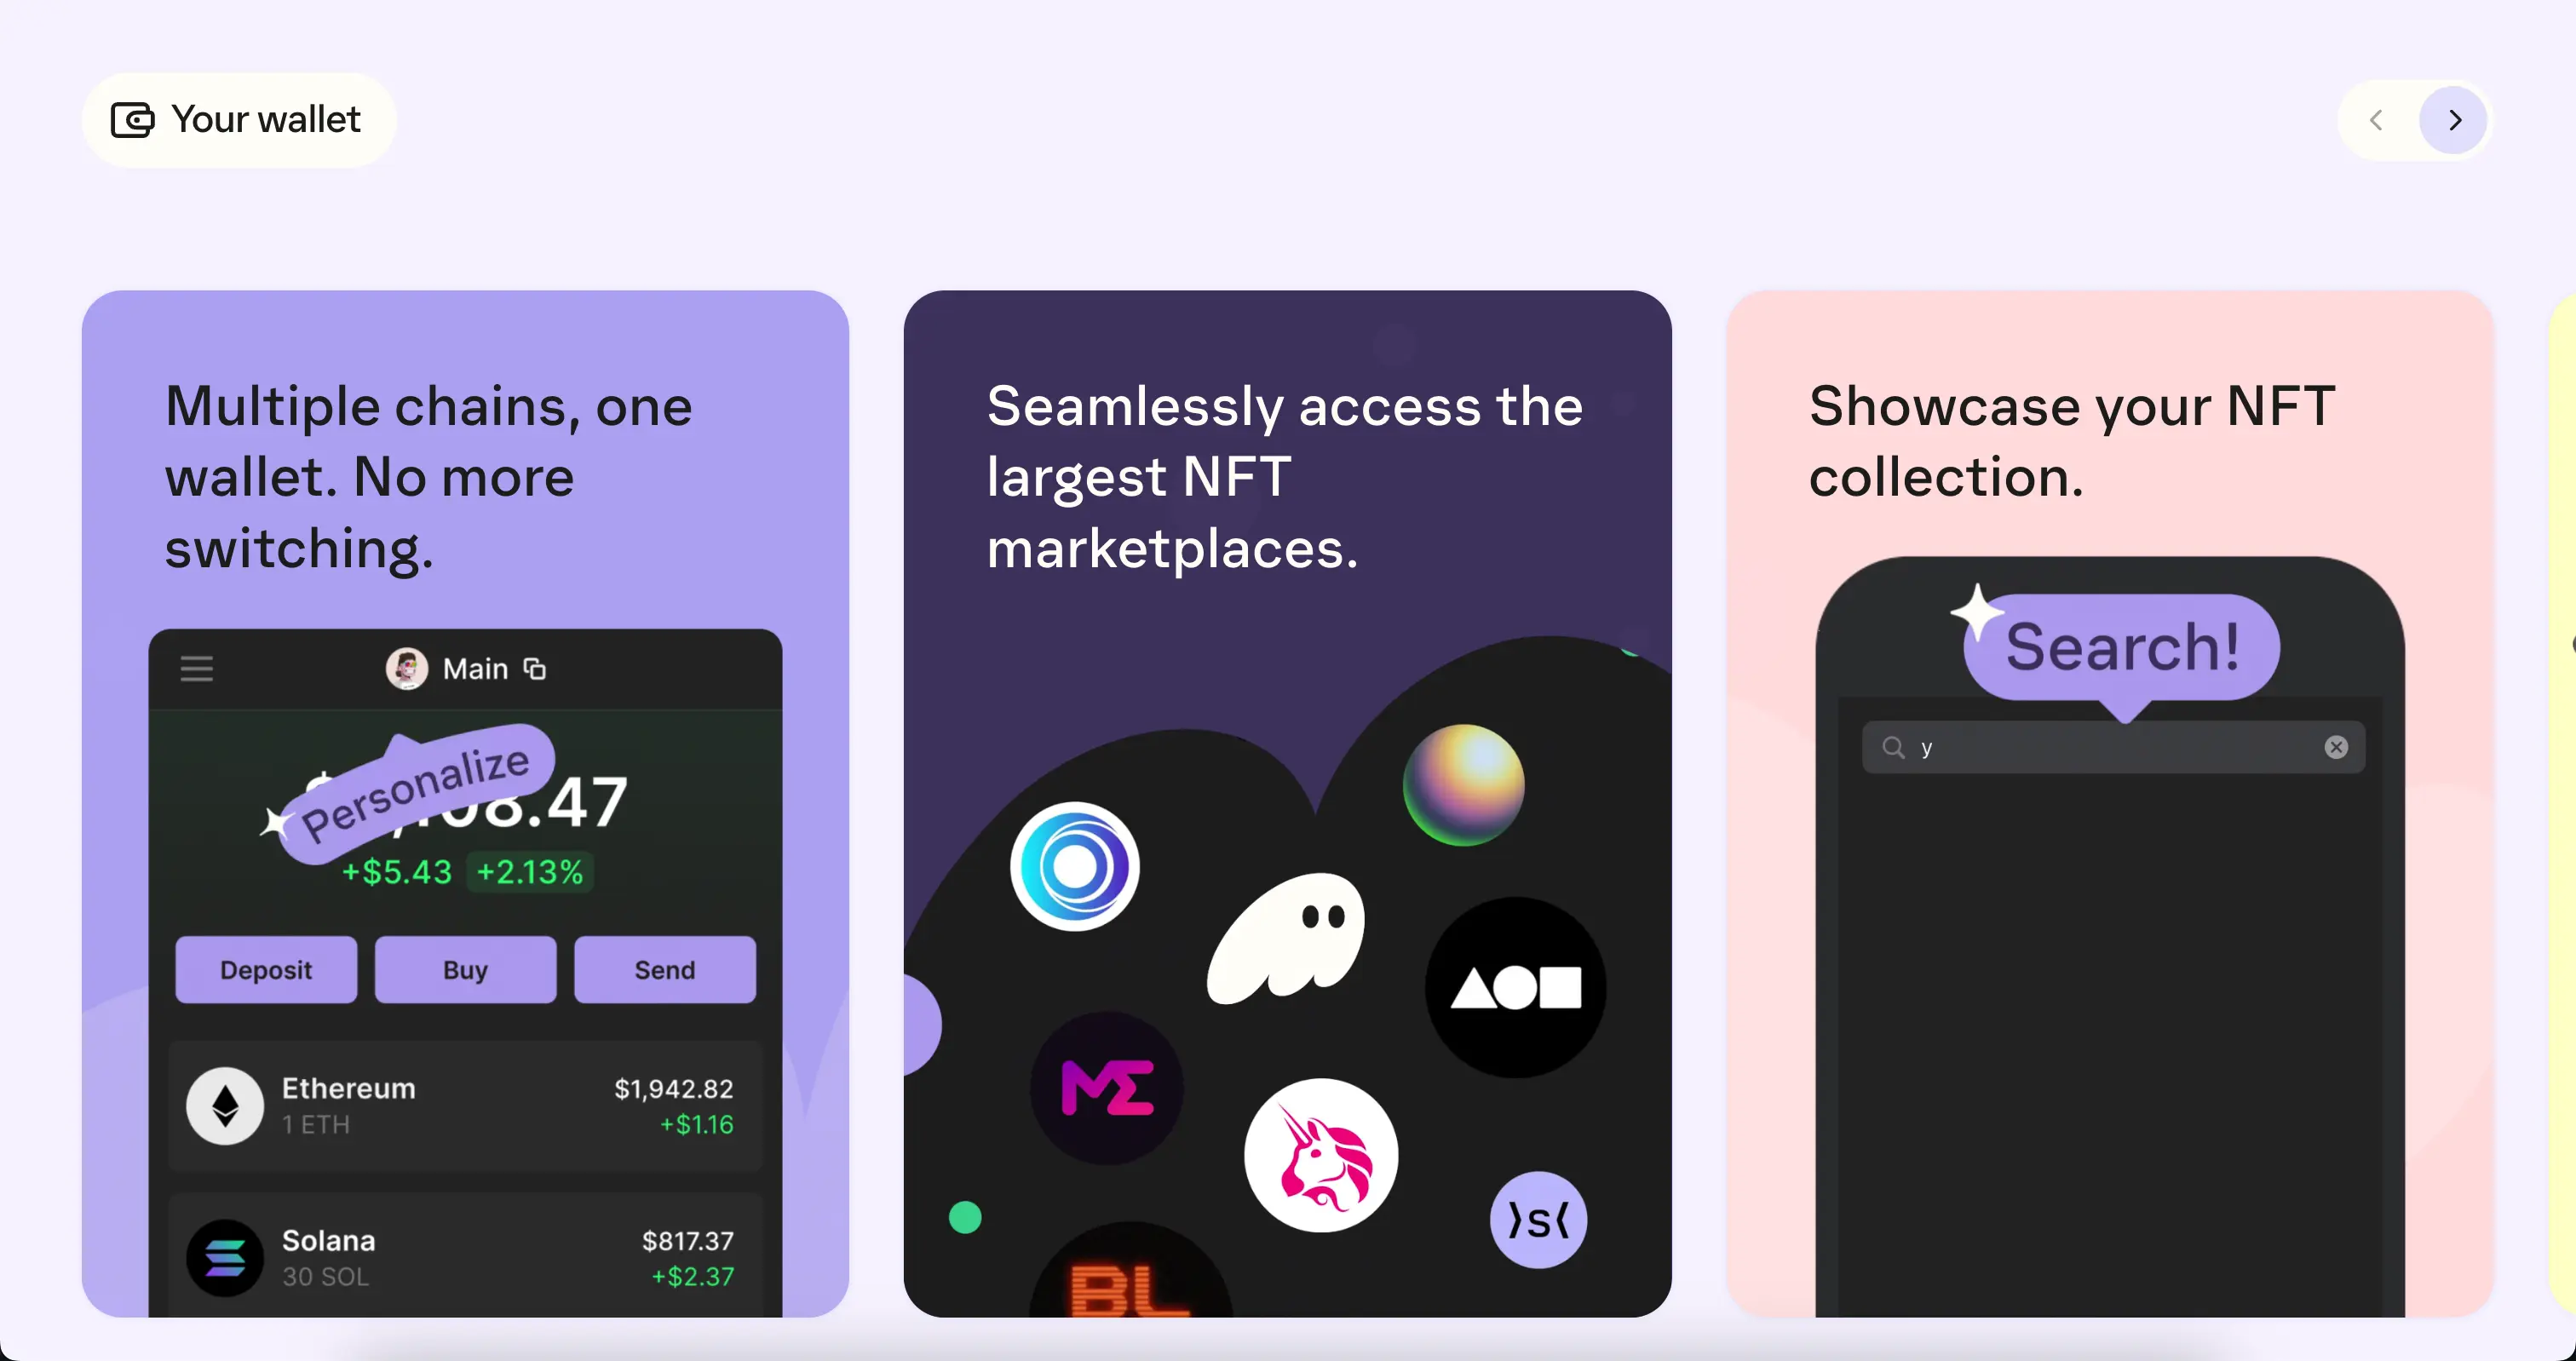 Your wallet
Multiple chains, one
wallet. No more
switching.
Main
Personalize
08.47
+$5.43 +2.13%
Deposit Buy Send
Ethereum $1,942.82
1 ETH +$1.16
Solana $817.37
30 SOL +$2.37
Seamlessly access the
largest NFT
marketplaces.
ME
⟩s⟨
BL
Showcase your NFT
collection.
Search!
y